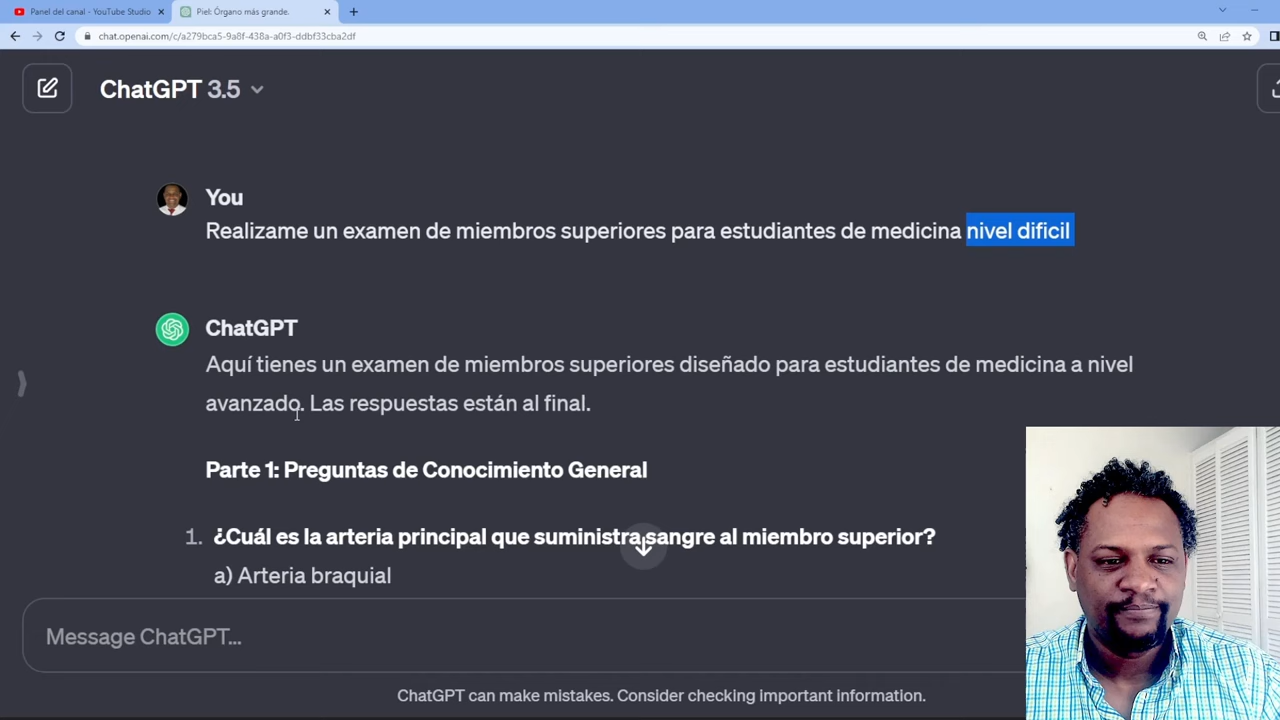 Panel del canal - YouTube Studio
Piel: Órgano más grande.
chat.openai.com/c/a279bca5-9a8f-438a-a0f3-ddbf33cba2df
ChatGPT 3.5
You
Realizame un examen de miembros superiores para estudiantes de medicina nivel dificil
ChatGPT
Aquí tienes un examen de miembros superiores diseñado para estudiantes de medicina a nivel
avanzado. Las respuestas están al final.
Parte 1: Preguntas de Conocimiento General
1. ¿Cuál es la arteria principal que suministra sangre al miembro superior?
a) Arteria braquial
Message ChatGPT...
ChatGPT can make mistakes. Consider checking important information.